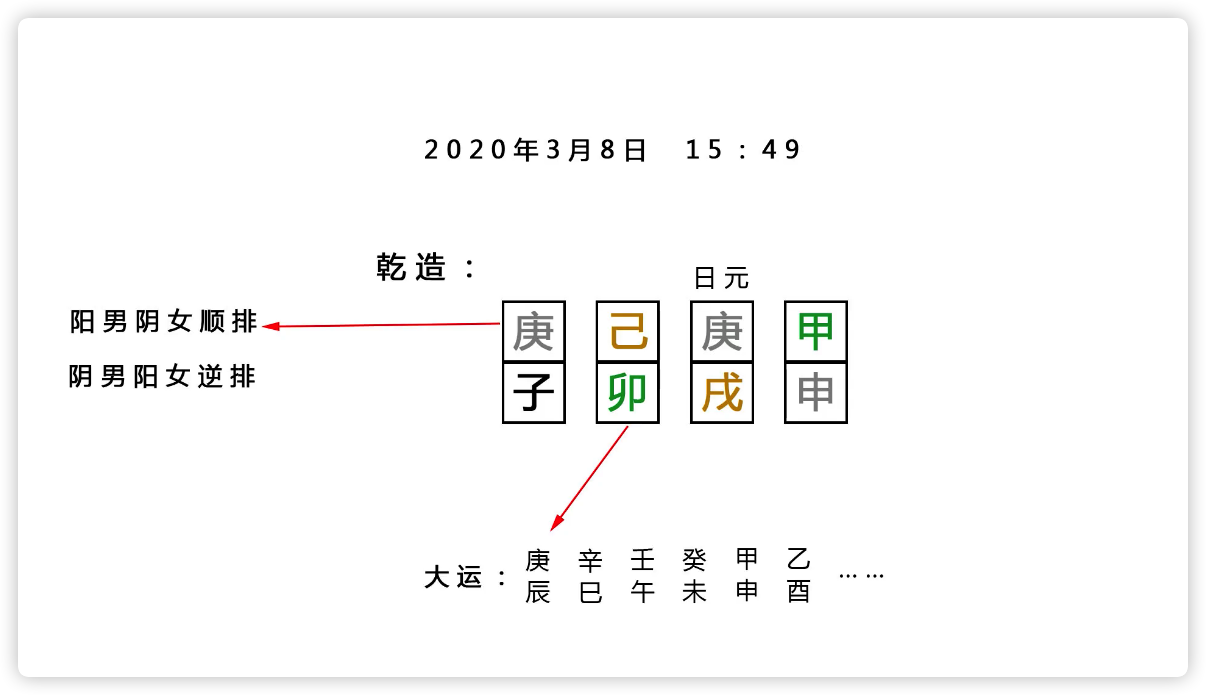 2020年3月8日 15：49
乾造：
日元
阳男阴女顺排
庚 己 庚 甲
阴男阳女逆排
子 卯 戌 申
大运：
庚 辛 壬 癸 甲 乙 … …
辰 巳 午 未 申 酉